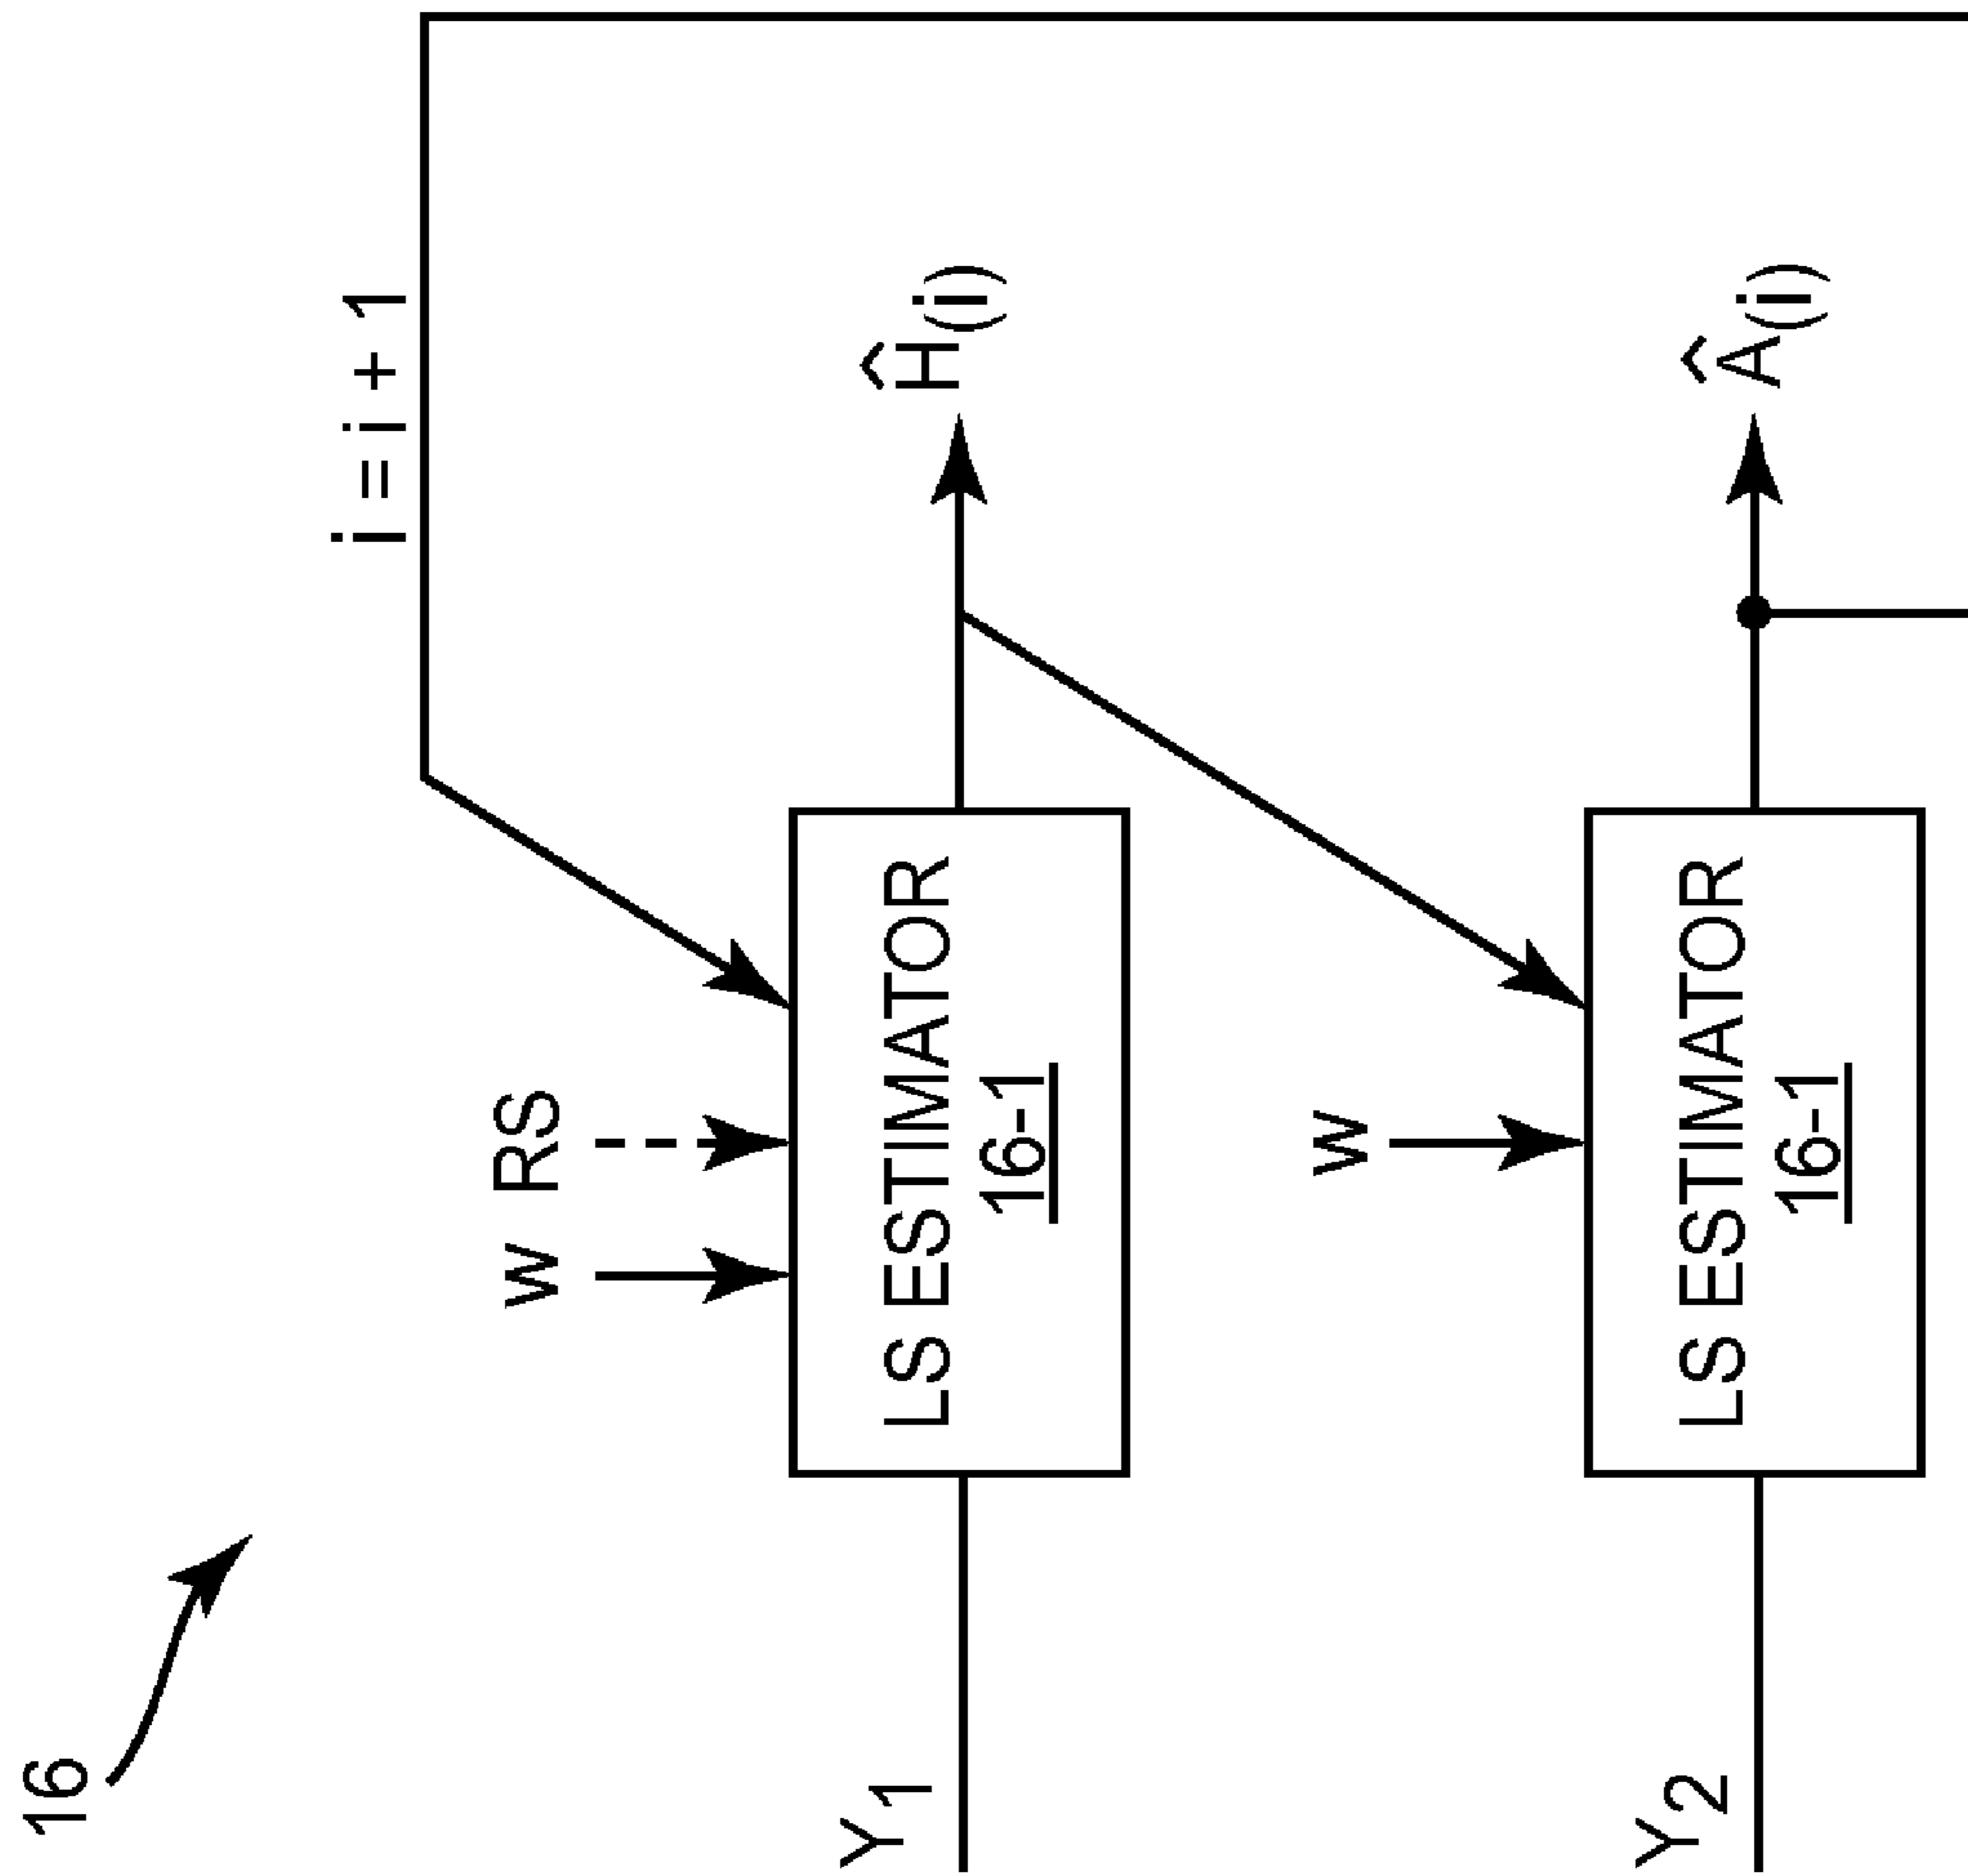 16
i = i + 1
w RS
Y1
LS ESTIMATOR
16-1
Ĥ(i)
w
Y2
LS ESTIMATOR
16-1
Â(i)